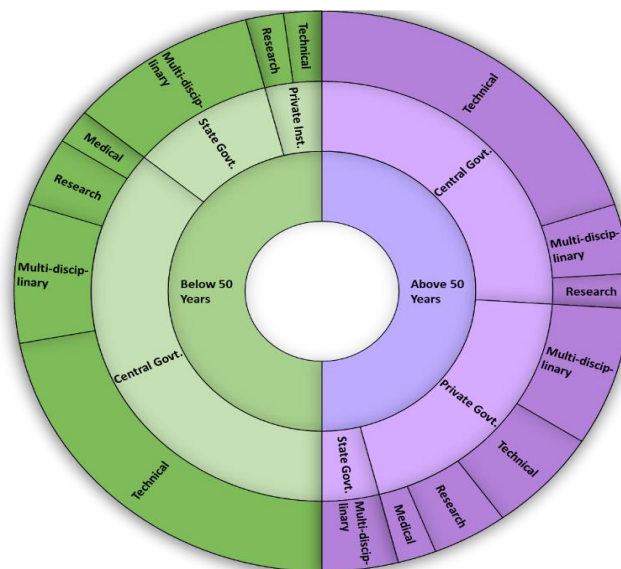 Technical
Central Govt.
Multi-discip-
linary
Research
Above 50
Years
Multi-discip-
linary
Private Govt.
Technical
Research
Medical
State Govt.
Multi-discip-
linary
Below 50
Years
Central Govt.
Technical
Multi-discip-
linary
Research
Medical
State Govt.
Multi-discip-
linary
Private Inst.
Research
Technical